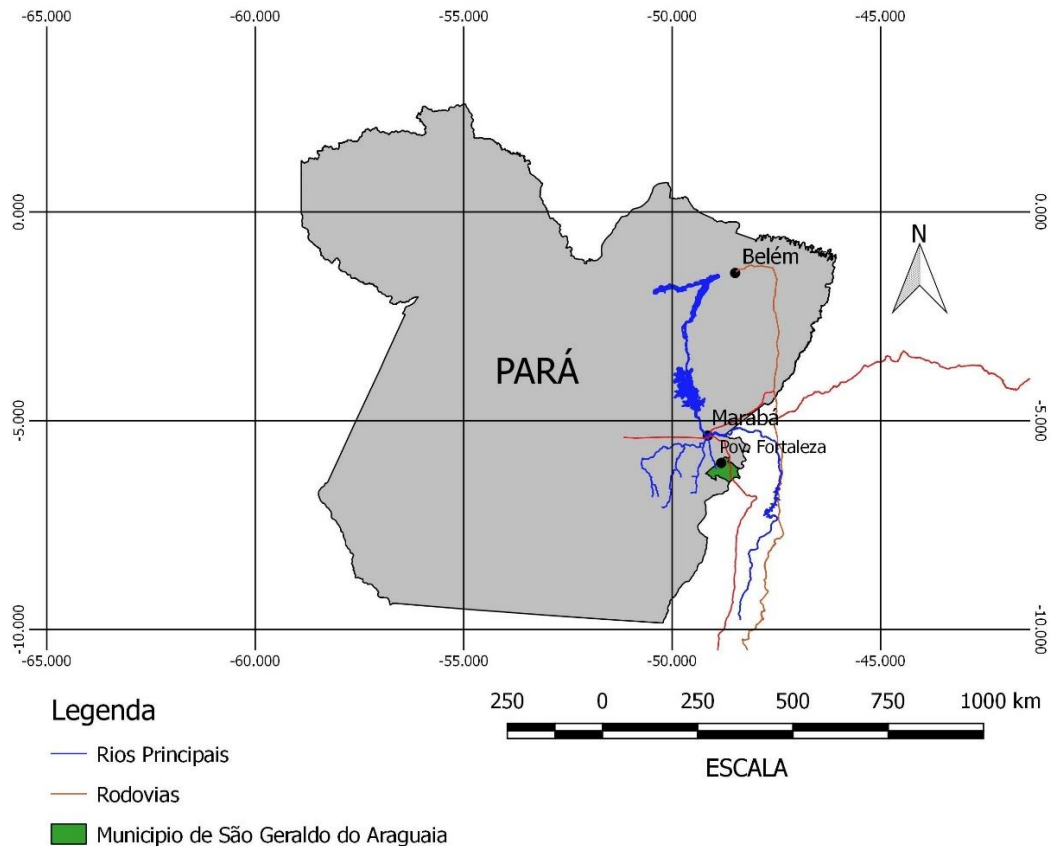 -65.000 -60.000 -55.000 -50.000 -45.000
0.000 0.000
N
Belém
PARÁ
Marabá
-5.000 -5.000
Pov. Fortaleza
-10.000 -10.000
-65.000 -60.000 -55.000 -50.000 -45.000
250 0 250 500 750 1000 km
ESCALA
Legenda
Rios Principais
Rodovias
Municipio de São Geraldo do Araguaia